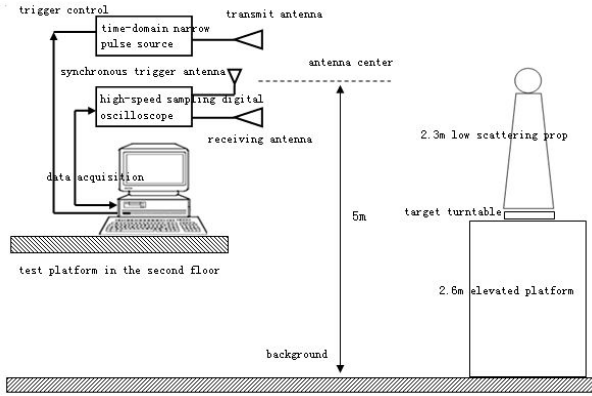 trigger control
transmit antenna
time-domain narrow
pulse source
antenna center
synchronous trigger antenna
high-speed sampling digital
oscilloscope
receiving antenna
2.3m low scattering prop
data acquisition
5m
target turntable
test platform in the second floor
2.6m elevated platform
background